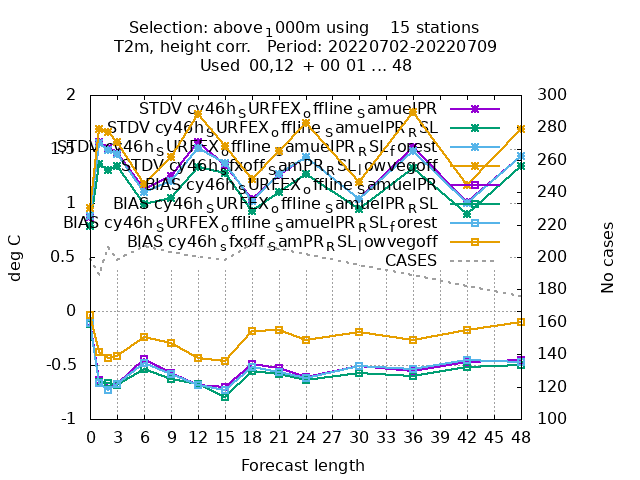 Selection: above_1000m using 15 stations
T2m, height corr. Period: 20220702-20220709
Used 00,12 + 00 01 ... 48
2 300
STDV cy46h_SURFEX_offline_SamuelPR
STDV cy46h_SURFEX_offline_SamuelPR_RSL 280
1.5 STDV cy46h_SURFEX_offline_SamuelPR_RSL_forest
STDV cy46h_sfxoff_SamPR_RSL_lowvegoff 260
BIAS cy46h_SURFEX_offline_SamuelPR
240
1 BIAS cy46h_SURFEX_offline_SamuelPR_RSL
BIAS cy46h_SURFEX_offline_SamuelPR_RSL_forest 220
BIAS cy46h_sfxoff_SamPR_RSL_lowvegoff
0.5 CASES 200
180
0
160
-0.5 140
120
-1 100
0 3 6 9 12 15 18 21 24 27 30 33 36 39 42 45 48
Forecast length
deg C
No cases